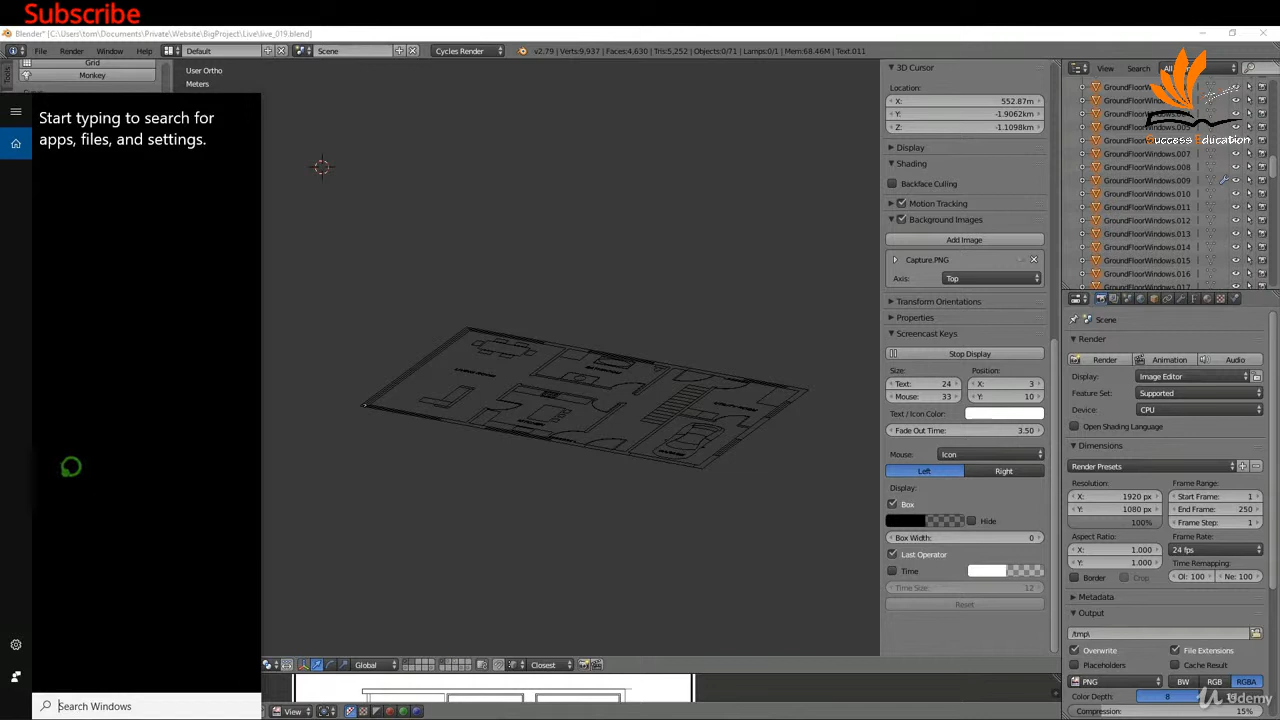 Subscribe
Blender* [C:\Users\tom\Documents\Private\Website\BigProject\Live\live_019.blend]
File Render Window Help Default Scene Cycles Render v2.79 | Verts:9,937 | Faces:4,630 | Tris:5,252 | Objects:0/71 | Lamps:0/1 | Mem:68.46M | Text.011
Tools
Grid
Monkey
User Ortho
Meters
Start typing to search for
apps, files, and settings.
Search Windows
3D Cursor
Location:
X: 552.87m
Y: -1.9062km
Z: -1.1098km
Display
Shading
Backface Culling
Motion Tracking
Background Images
Add Image
Capture.PNG
Axis: Top
Transform Orientations
Properties
Screencast Keys
Stop Display
Size: Position:
Text: 24 X: 3
Mouse: 33 Y: 10
Text / Icon Color:
Fade Out Time: 3.50
Mouse: Icon
Left Right
Display:
Box
Hide
Box Width: 0
Last Operator
Time
Time Size: 12
Reset
Global Closest
View
View Search All
Success Education
GroundFloorWindows.005
GroundFloorWindows.007
GroundFloorWindows.008
GroundFloorWindows.009
GroundFloorWindows.010
GroundFloorWindows.011
GroundFloorWindows.012
GroundFloorWindows.013
GroundFloorWindows.014
GroundFloorWindows.015
GroundFloorWindows.016
GroundFloorWindows.017
Scene
Render
Render Animation Audio
Display: Image Editor
Feature Set: Supported
Device: CPU
Open Shading Language
Dimensions
Render Presets
Resolution: Frame Range:
X: 1920 px Start Frame: 1
Y: 1080 px End Frame: 250
100% Frame Step: 1
Aspect Ratio: Frame Rate:
X: 1.000 24 fps
Y: 1.000 Time Remapping:
Border Crop Ol: 100 Ne: 100
Metadata
Output
/tmp\
Overwrite File Extensions
Placeholders Cache Result
PNG BW RGB RGBA
Color Depth: 8 16
Compression: 15%
Udemy